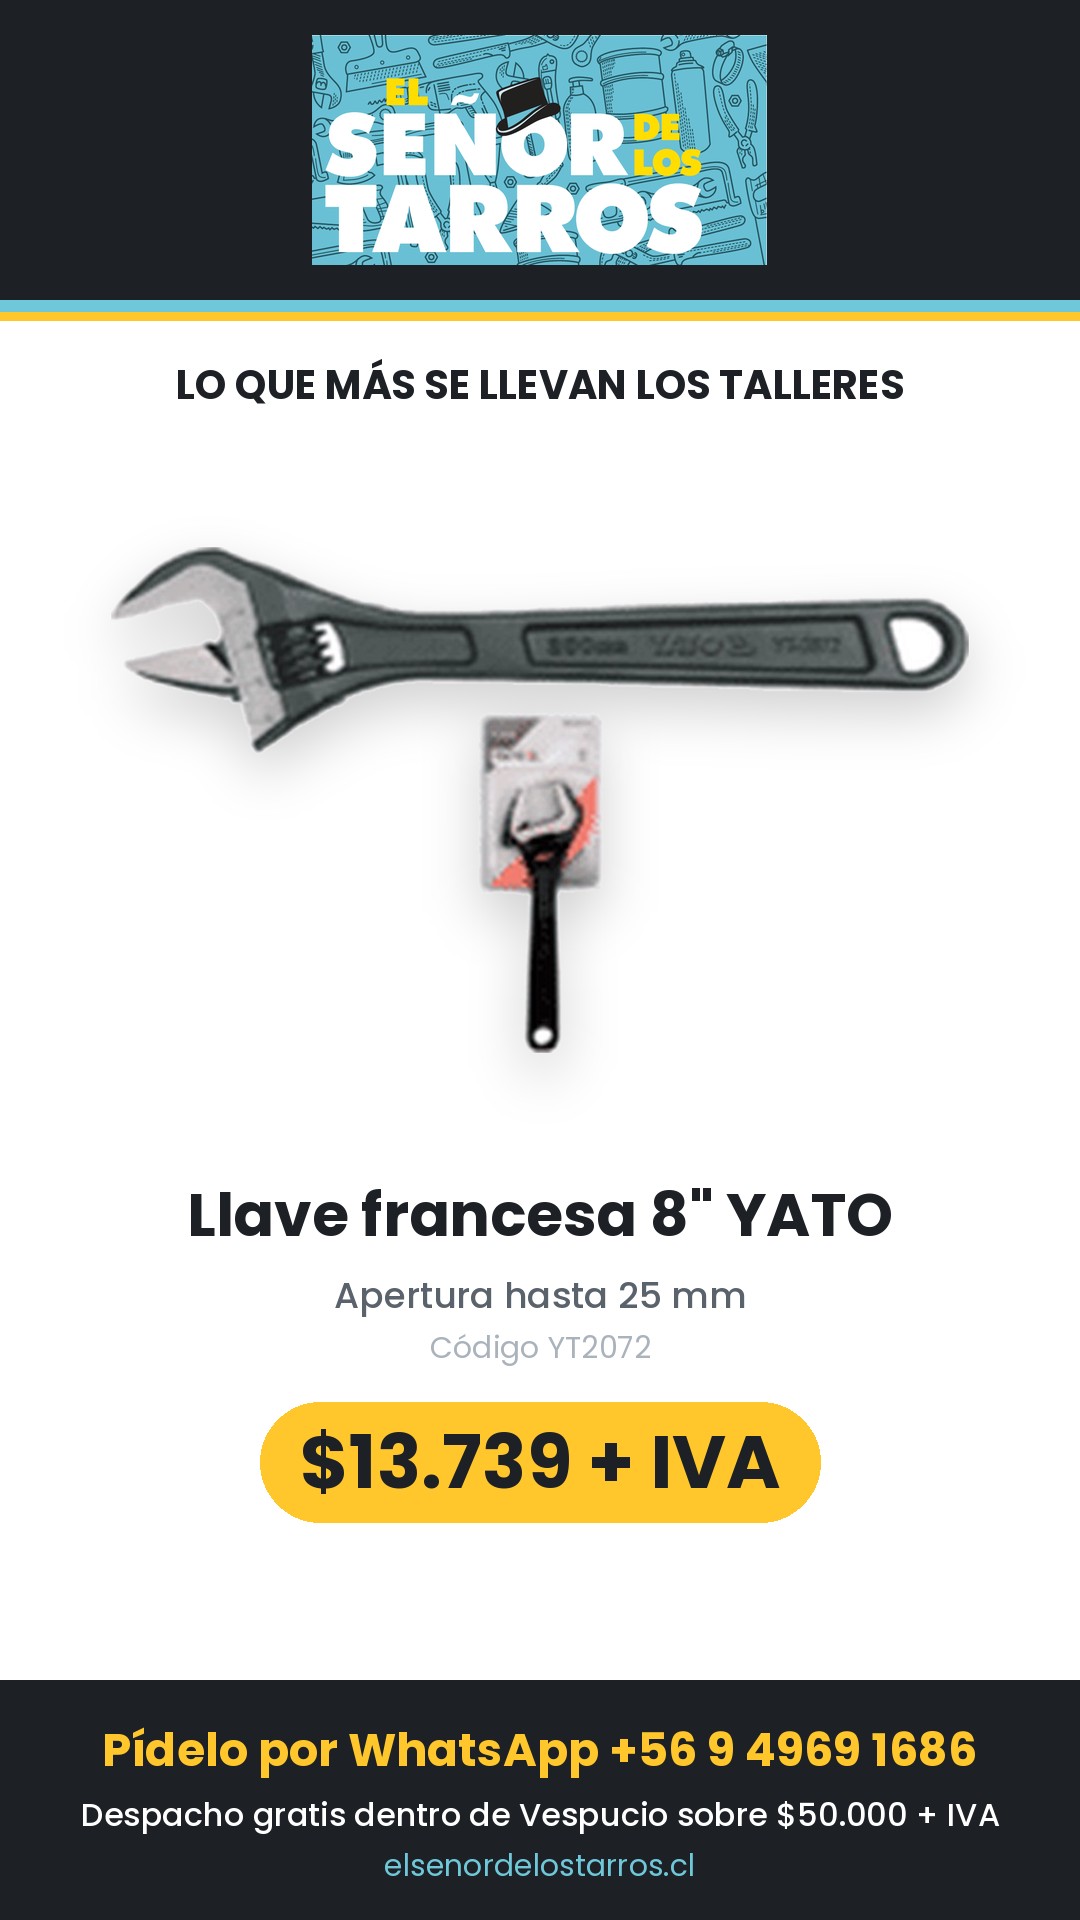 EL
SEÑOR DE LOS
TARROS
LO QUE MÁS SE LLEVAN LOS TALLERES
Llave francesa 8" YATO
Apertura hasta 25 mm
Código YT2072
$13.739 + IVA
Pídelo por WhatsApp +56 9 4969 1686
Despacho gratis dentro de Vespucio sobre $50.000 + IVA
elsenordelostarros.cl